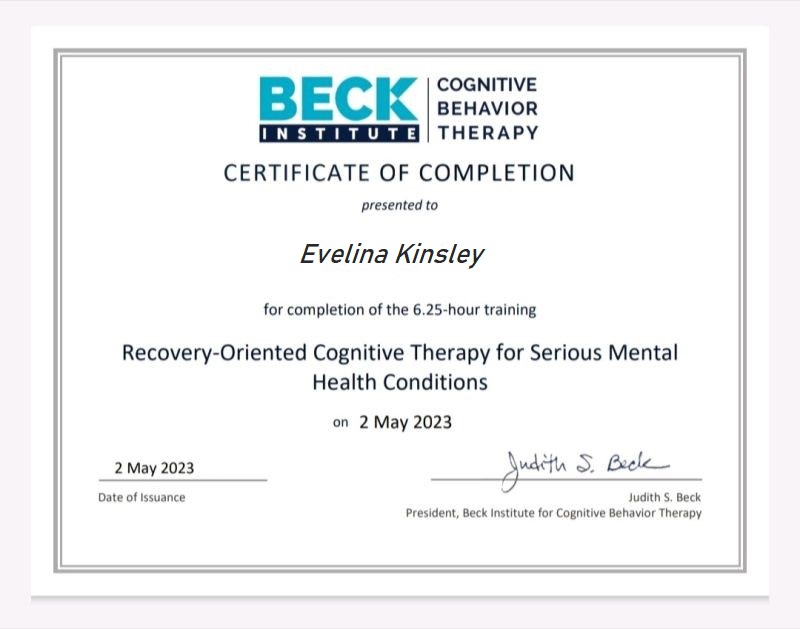 BECK
INSTITUTE
COGNITIVE
BEHAVIOR
THERAPY
CERTIFICATE OF COMPLETION
presented to
Evelina Kinsley
for completion of the 6.25-hour training
Recovery-Oriented Cognitive Therapy for Serious Mental
Health Conditions
on 2 May 2023
2 May 2023
Date of Issuance
Judith S. Beck
Judith S. Beck
President, Beck Institute for Cognitive Behavior Therapy